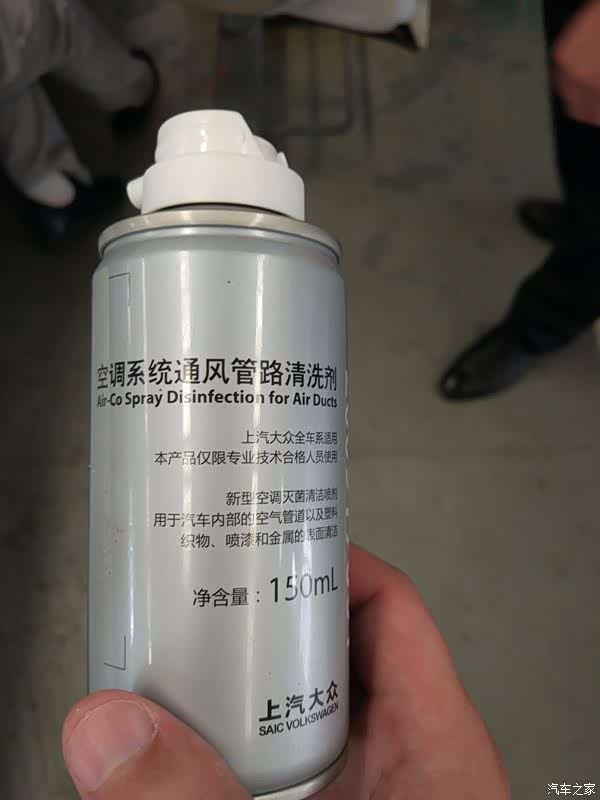 空调系统通风管路清洗剂
Air-Co Spray Disinfection for Air Ducts
上汽大众全车系适用
本产品仅限专业技术合格人员使用
新型空调灭菌清洁喷剂
用于汽车内部的空气管道以及塑料
织物、喷漆和金属的表面清洁
净含量：150mL
上汽大众
SAIC VOLKSWAGEN
汽车之家